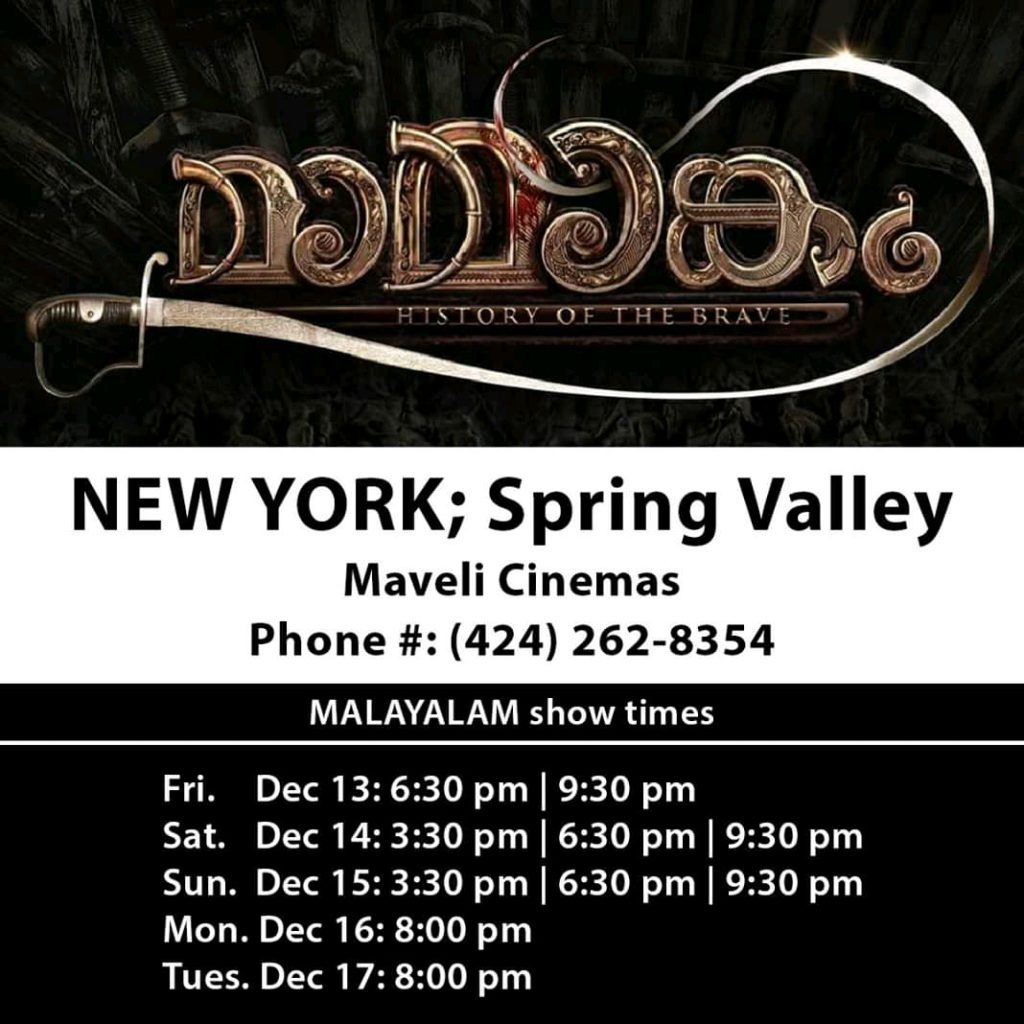 മാമാങ്കം
HISTORY OF THE BRAVE
NEW YORK; Spring Valley
Maveli Cinemas
Phone #: (424) 262-8354
MALAYALAM show times
Fri. Dec 13: 6:30 pm | 9:30 pm
Sat. Dec 14: 3:30 pm | 6:30 pm | 9:30 pm
Sun. Dec 15: 3:30 pm | 6:30 pm | 9:30 pm
Mon. Dec 16: 8:00 pm
Tues. Dec 17: 8:00 pm